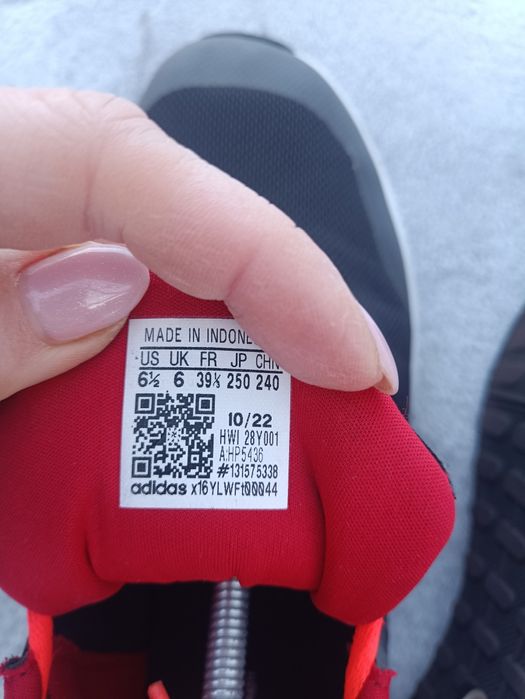 MADE IN
US UK FR JP CHN
6½ 6 39⅓ 250 240
10/22
HWI 28Y001
A:HP5436
#131575338
adidas x16YLWFt00044